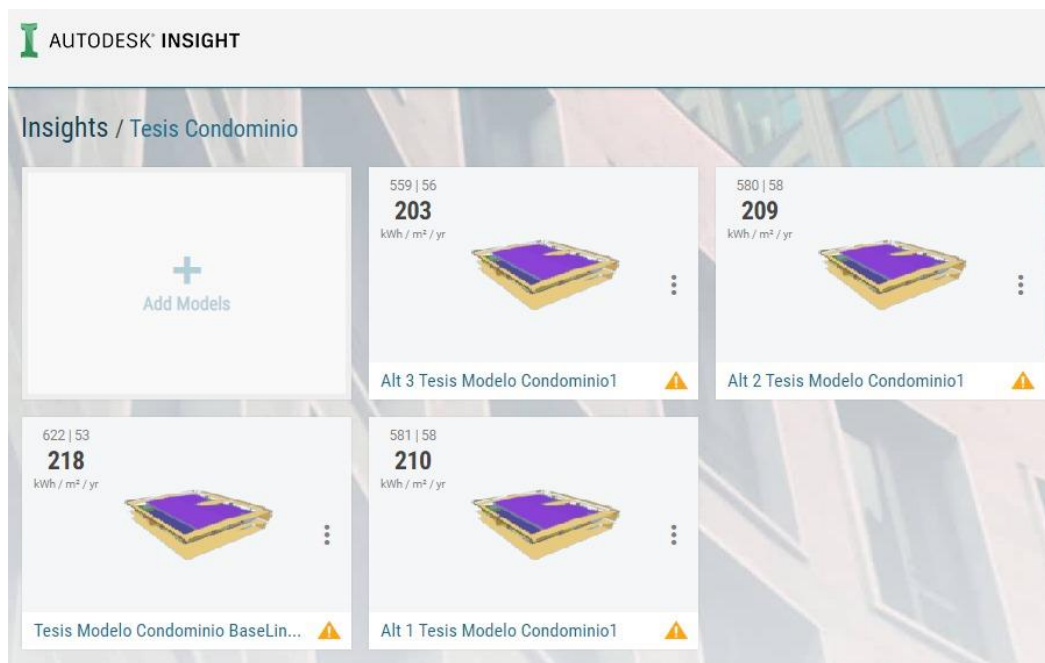 AUTODESK® INSIGHT
Insights / Tesis Condominio
+
Add Models
559 | 56
203
kWh / m² / yr
Alt 3 Tesis Modelo Condominio1
580 | 58
209
kWh / m² / yr
Alt 2 Tesis Modelo Condominio1
622 | 53
218
kWh / m² / yr
Tesis Modelo Condominio BaseLin...
581 | 58
210
kWh / m² / yr
Alt 1 Tesis Modelo Condominio1